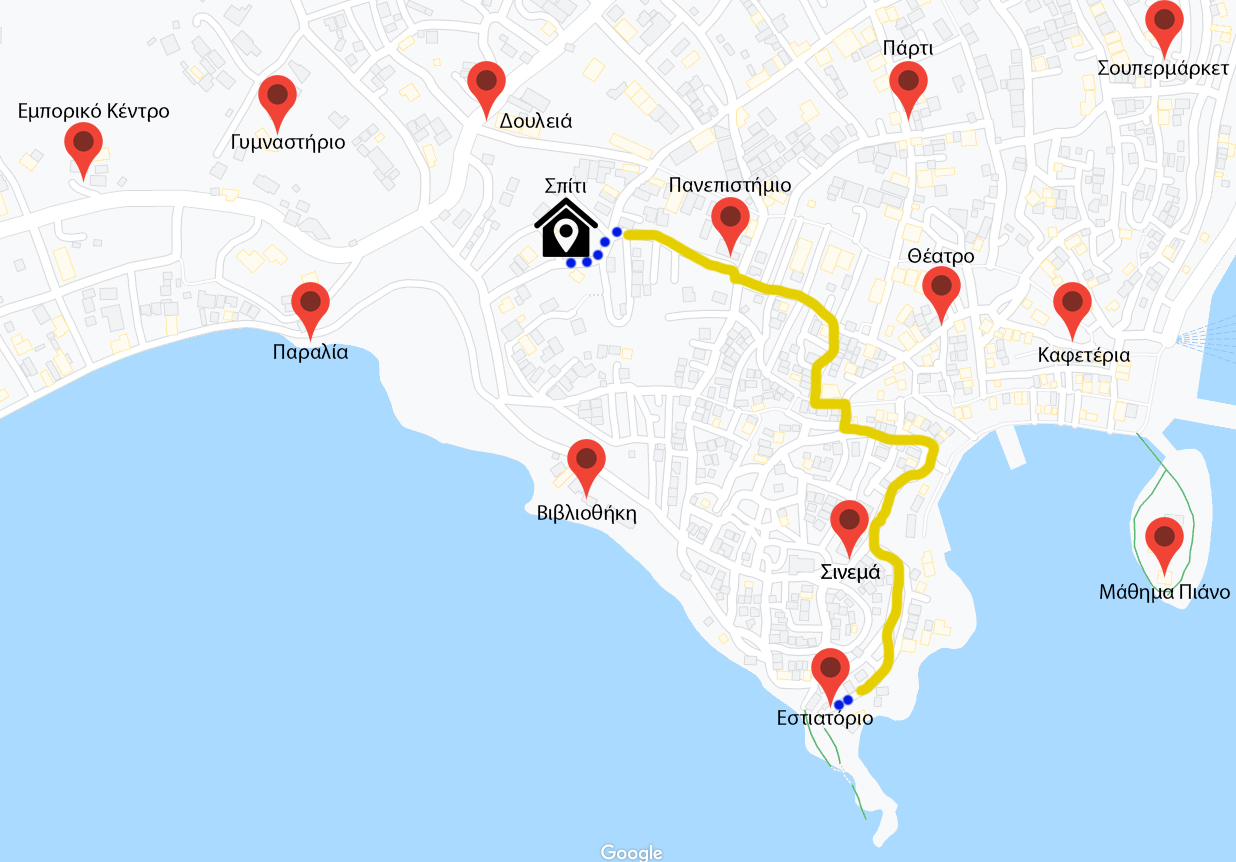 Πάρτι
Σουπερμάρκετ
Εμπορικό Κέντρο
Γυμναστήριο
Δουλειά
Σπίτι
Πανεπιστήμιο
Θέατρο
Παραλία
Καφετέρια
Βιβλιοθήκη
Σινεμά
Μάθημα Πιάνο
Εστιατόριο
Google